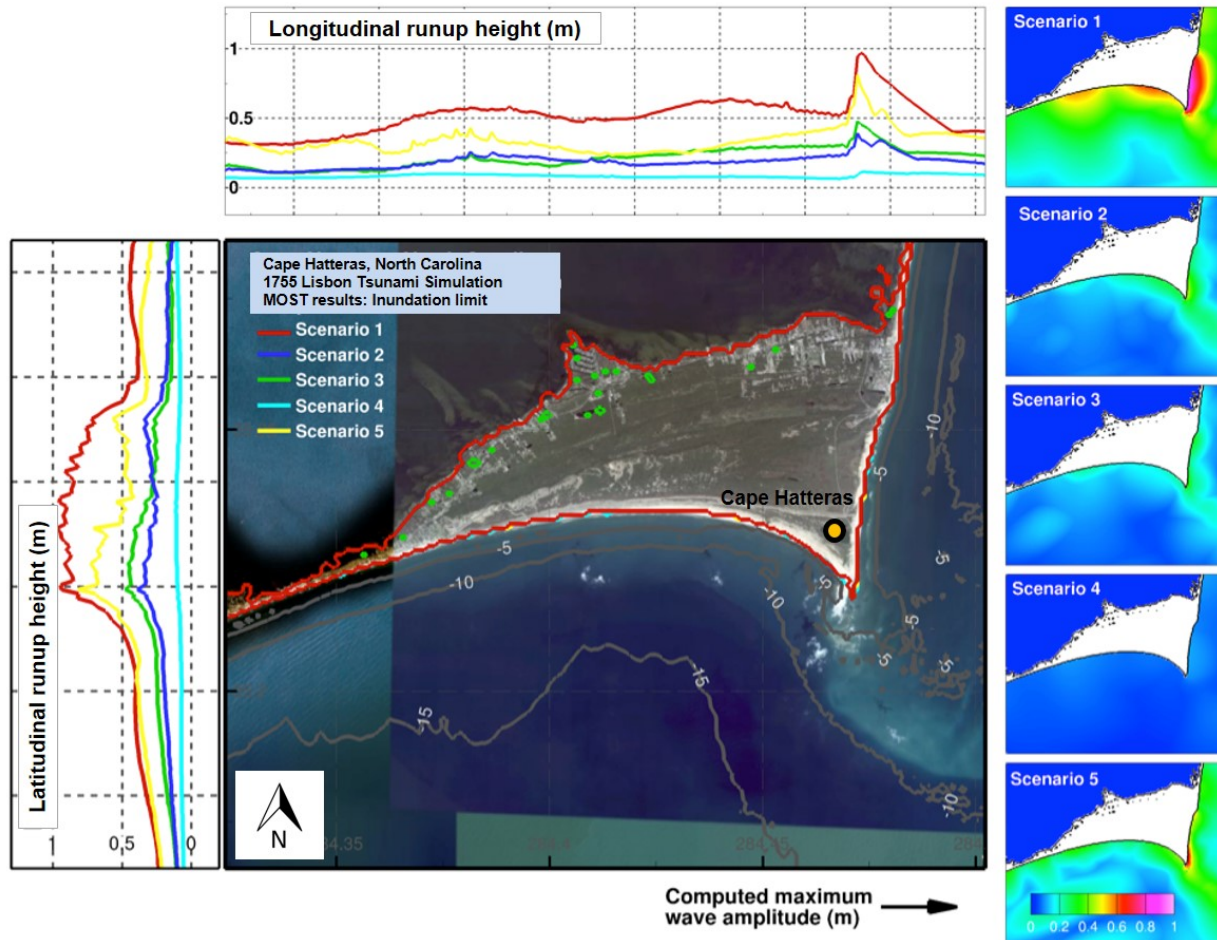 Longitudinal runup height (m)
1
0.5
0
Scenario 1
Scenario 2
Scenario 3
Scenario 4
Scenario 5
0 0.2 0.4 0.6 0.8 1
Latitudinal runup height (m)
1 0.5 0
Cape Hatteras, North Carolina
1755 Lisbon Tsunami Simulation
MOST results: Inundation limit
Scenario 1
Scenario 2
Scenario 3
Scenario 4
Scenario 5
Cape Hatteras
-10
-5
-5
-10
-5
-10
-5
-5
-5
-5
-15
-15
-10
N
284.35
284.4
284.45
Computed maximum
wave amplitude (m)